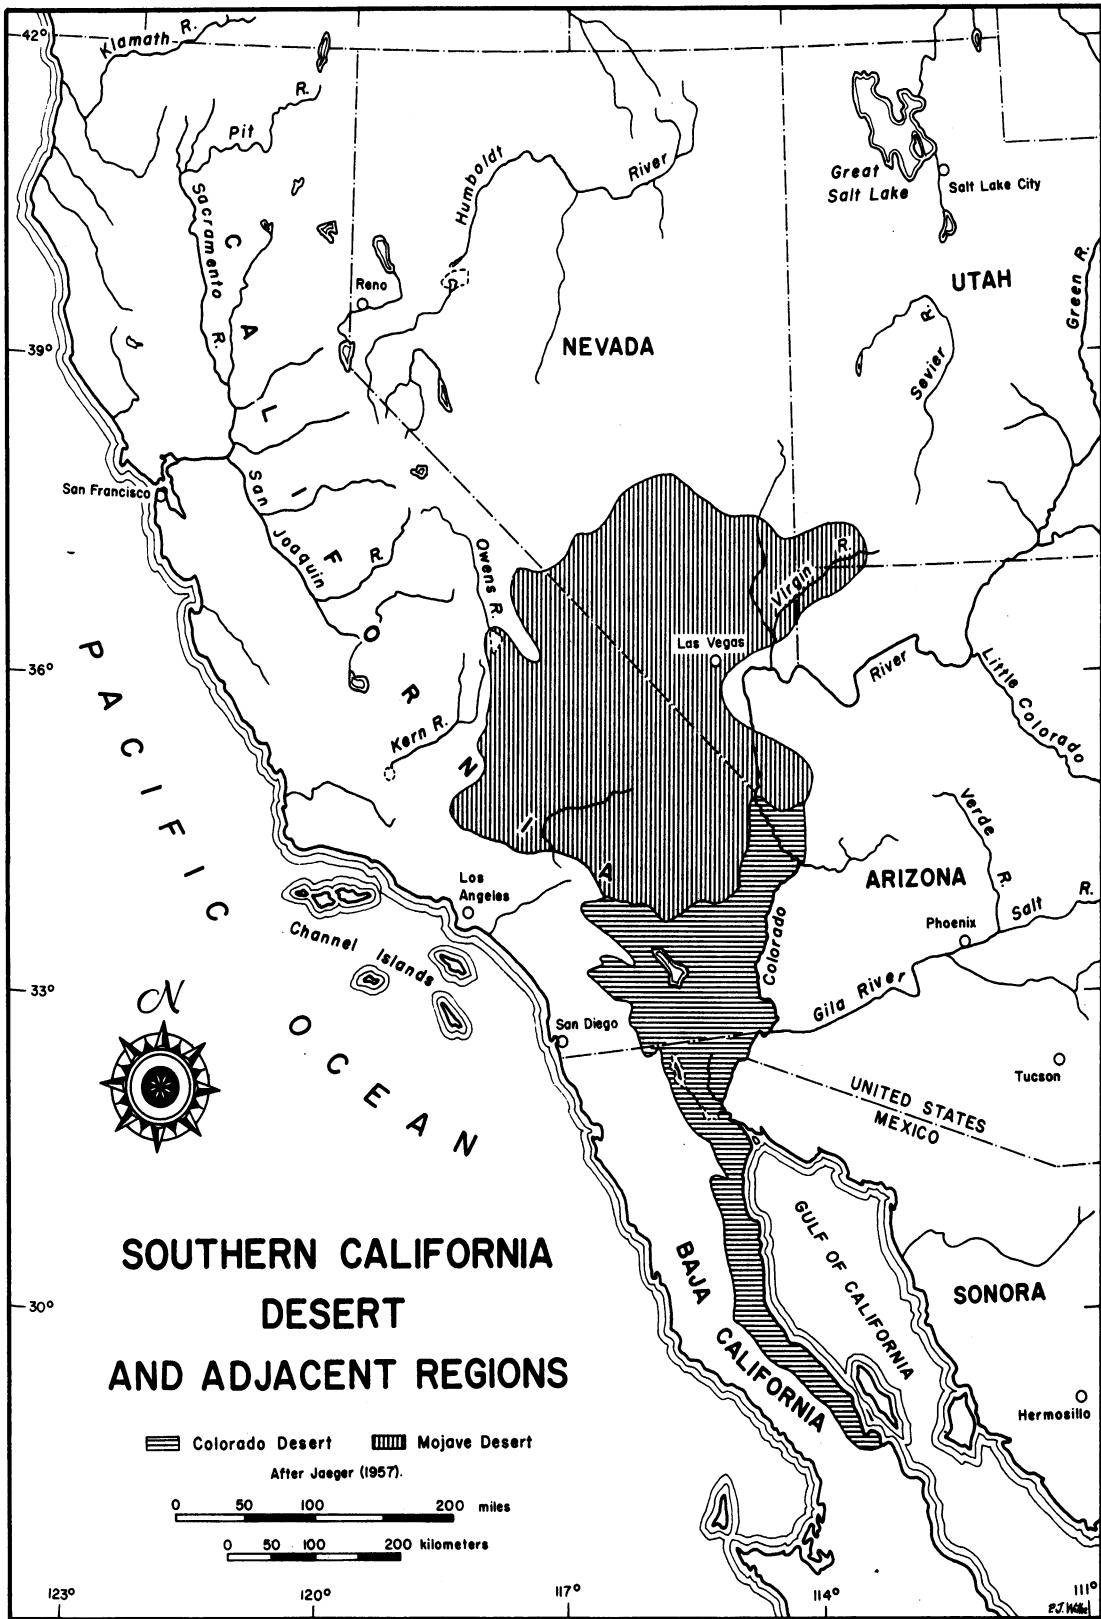 42°
Klamath R.
Pit R.
Sacramento R.
Humboldt River
Great
Salt Lake
Salt Lake City
Reno
UTAH
Green R.
NEVADA
39°
Sevier R.
CALIFORNIA
San Francisco
San Joaquin R.
Owens R.
Virgin R.
Las Vegas
36°
River
Little Colorado
Kern R.
PACIFIC OCEAN
Verde R.
Los
Angeles
ARIZONA
Salt R.
Phoenix
Channel Islands
Colorado
33°
Gila River
N
San Diego
Tucson
UNITED STATES
MEXICO
SOUTHERN CALIFORNIA
DESERT
AND ADJACENT REGIONS
BAJA CALIFORNIA
GULF OF CALIFORNIA
SONORA
30°
Hermosillo
Colorado Desert Mojave Desert
After Jaeger (1957).
0 50 100 200 miles
0 50 100 200 kilometers
123° 120° 117° 114° 111°